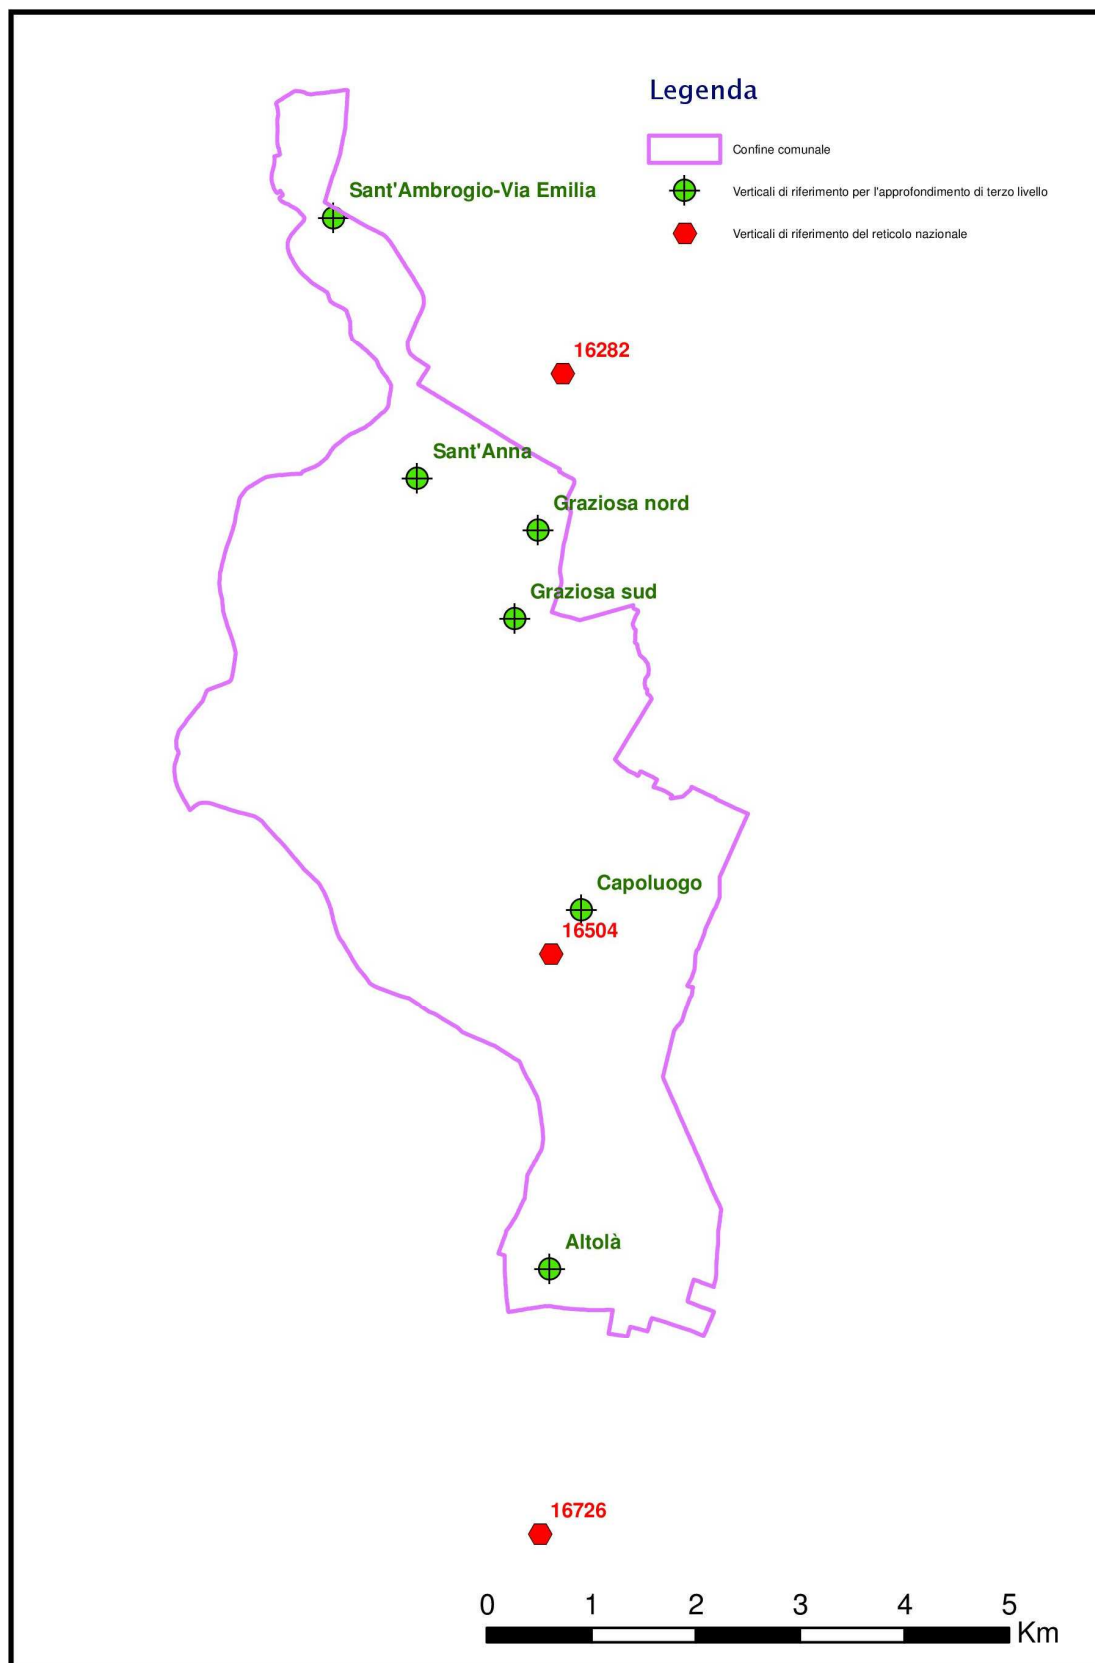 Legenda
Confine comunale
Verticali di riferimento per l'approfondimento di terzo livello
Verticali di riferimento del reticolo nazionale
Sant'Ambrogio-Via Emilia
16282
Sant'Anna
Graziosa nord
Graziosa sud
Capoluogo
16504
Altolà
16726
0 1 2 3 4 5
Km